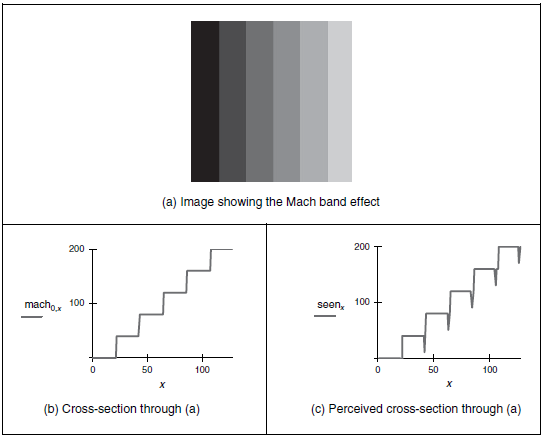 (a) Image showing the Mach band effect
200
mach0,x 100
0 50 100
x
(b) Cross-section through (a)
200
seenx 100
0 50 100
x
(c) Perceived cross-section through (a)